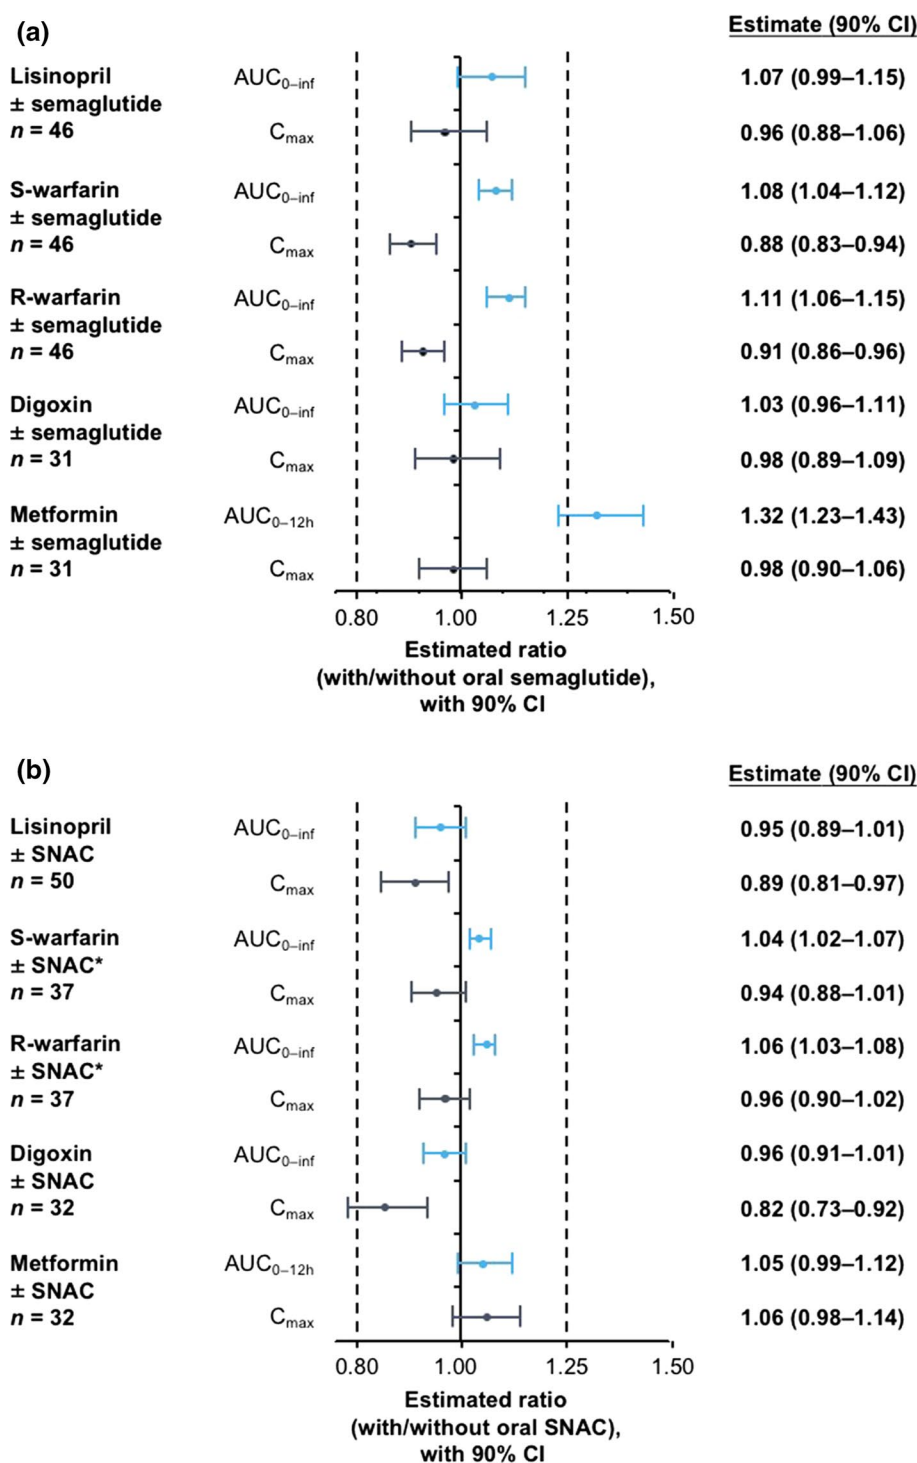 (a)
Estimate (90% CI)
Lisinopril
± semaglutide
n = 46
AUC0–inf
1.07 (0.99–1.15)
Cmax
0.96 (0.88–1.06)
S-warfarin
± semaglutide
n = 46
AUC0–inf
1.08 (1.04–1.12)
Cmax
0.88 (0.83–0.94)
R-warfarin
± semaglutide
n = 46
AUC0–inf
1.11 (1.06–1.15)
Cmax
0.91 (0.86–0.96)
Digoxin
± semaglutide
n = 31
AUC0–inf
1.03 (0.96–1.11)
Cmax
0.98 (0.89–1.09)
Metformin
± semaglutide
n = 31
AUC0–12h
1.32 (1.23–1.43)
Cmax
0.98 (0.90–1.06)
0.80 1.00 1.25 1.50
Estimated ratio
(with/without oral semaglutide),
with 90% CI
(b)
Estimate (90% CI)
Lisinopril
± SNAC
n = 50
AUC0–inf
0.95 (0.89–1.01)
Cmax
0.89 (0.81–0.97)
S-warfarin
± SNAC*
n = 37
AUC0–inf
1.04 (1.02–1.07)
Cmax
0.94 (0.88–1.01)
R-warfarin
± SNAC*
n = 37
AUC0–inf
1.06 (1.03–1.08)
Cmax
0.96 (0.90–1.02)
Digoxin
± SNAC
n = 32
AUC0–inf
0.96 (0.91–1.01)
Cmax
0.82 (0.73–0.92)
Metformin
± SNAC
n = 32
AUC0–12h
1.05 (0.99–1.12)
Cmax
1.06 (0.98–1.14)
0.80 1.00 1.25 1.50
Estimated ratio
(with/without oral SNAC),
with 90% CI